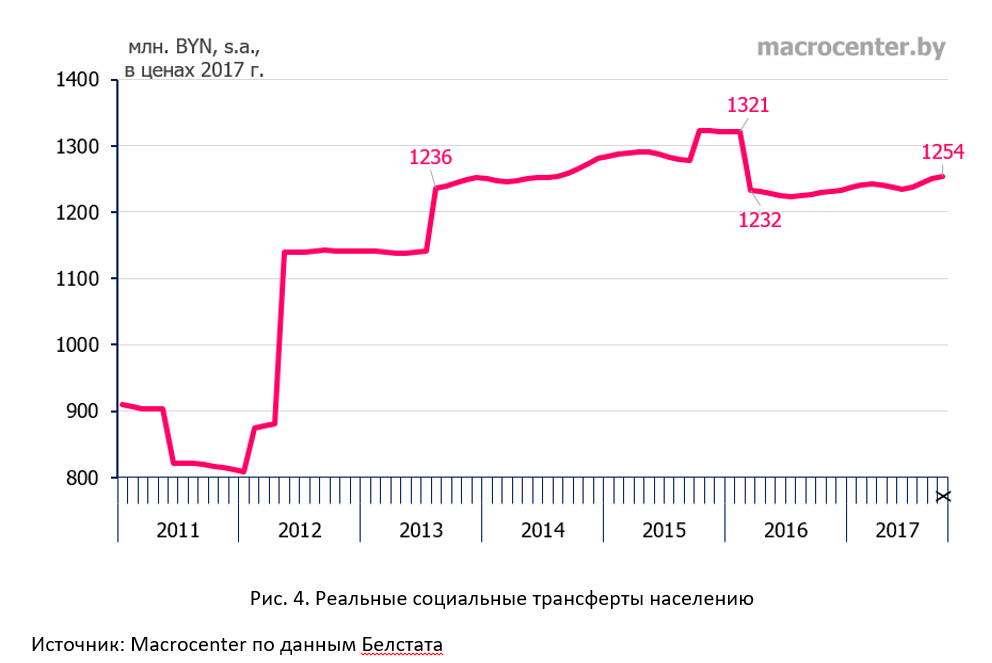 млн. BYN, s.a.,
в ценах 2017 г.
macrocenter.by
1400
1300
1200
1100
1000
900
800
1236
1321
1232
1254
X
2011 2012 2013 2014 2015 2016 2017
Рис. 4. Реальные социальные трансферты населению
Источник: Macrocenter по данным Белстата